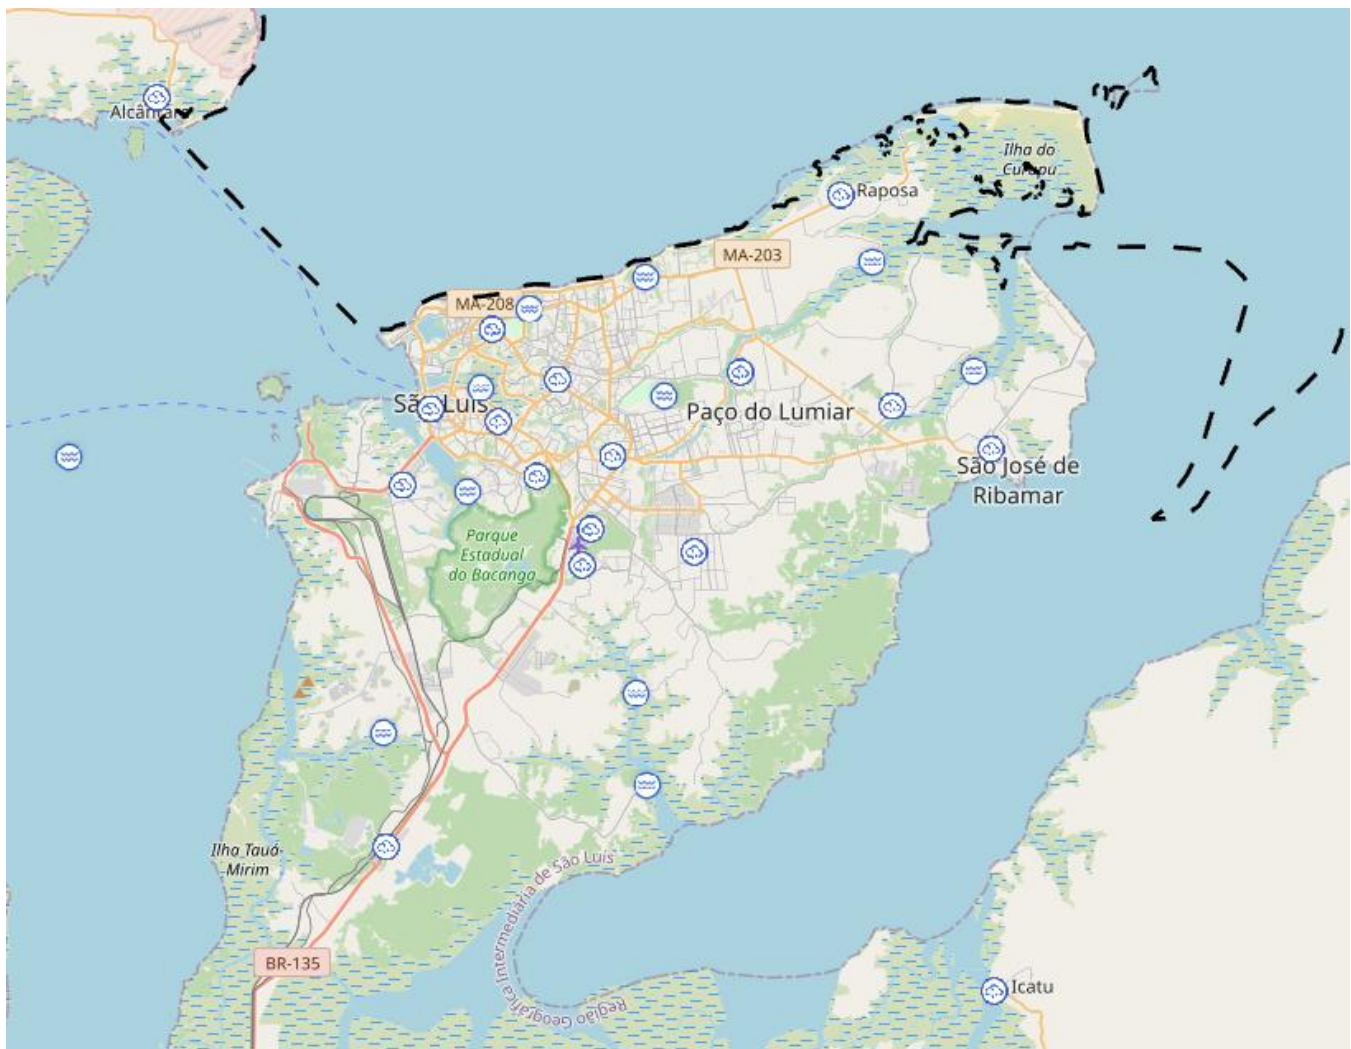 Alcântara
Ilha do
Curupu
Raposa
MA-203
MA-208
São Luís
Paço do Lumiar
São José de
Ribamar
Parque
Estadual
do Bacanga
Ilha Tauá-
Mirim
Região Geográfica Intermediária de São Luís
BR-135
Icatu